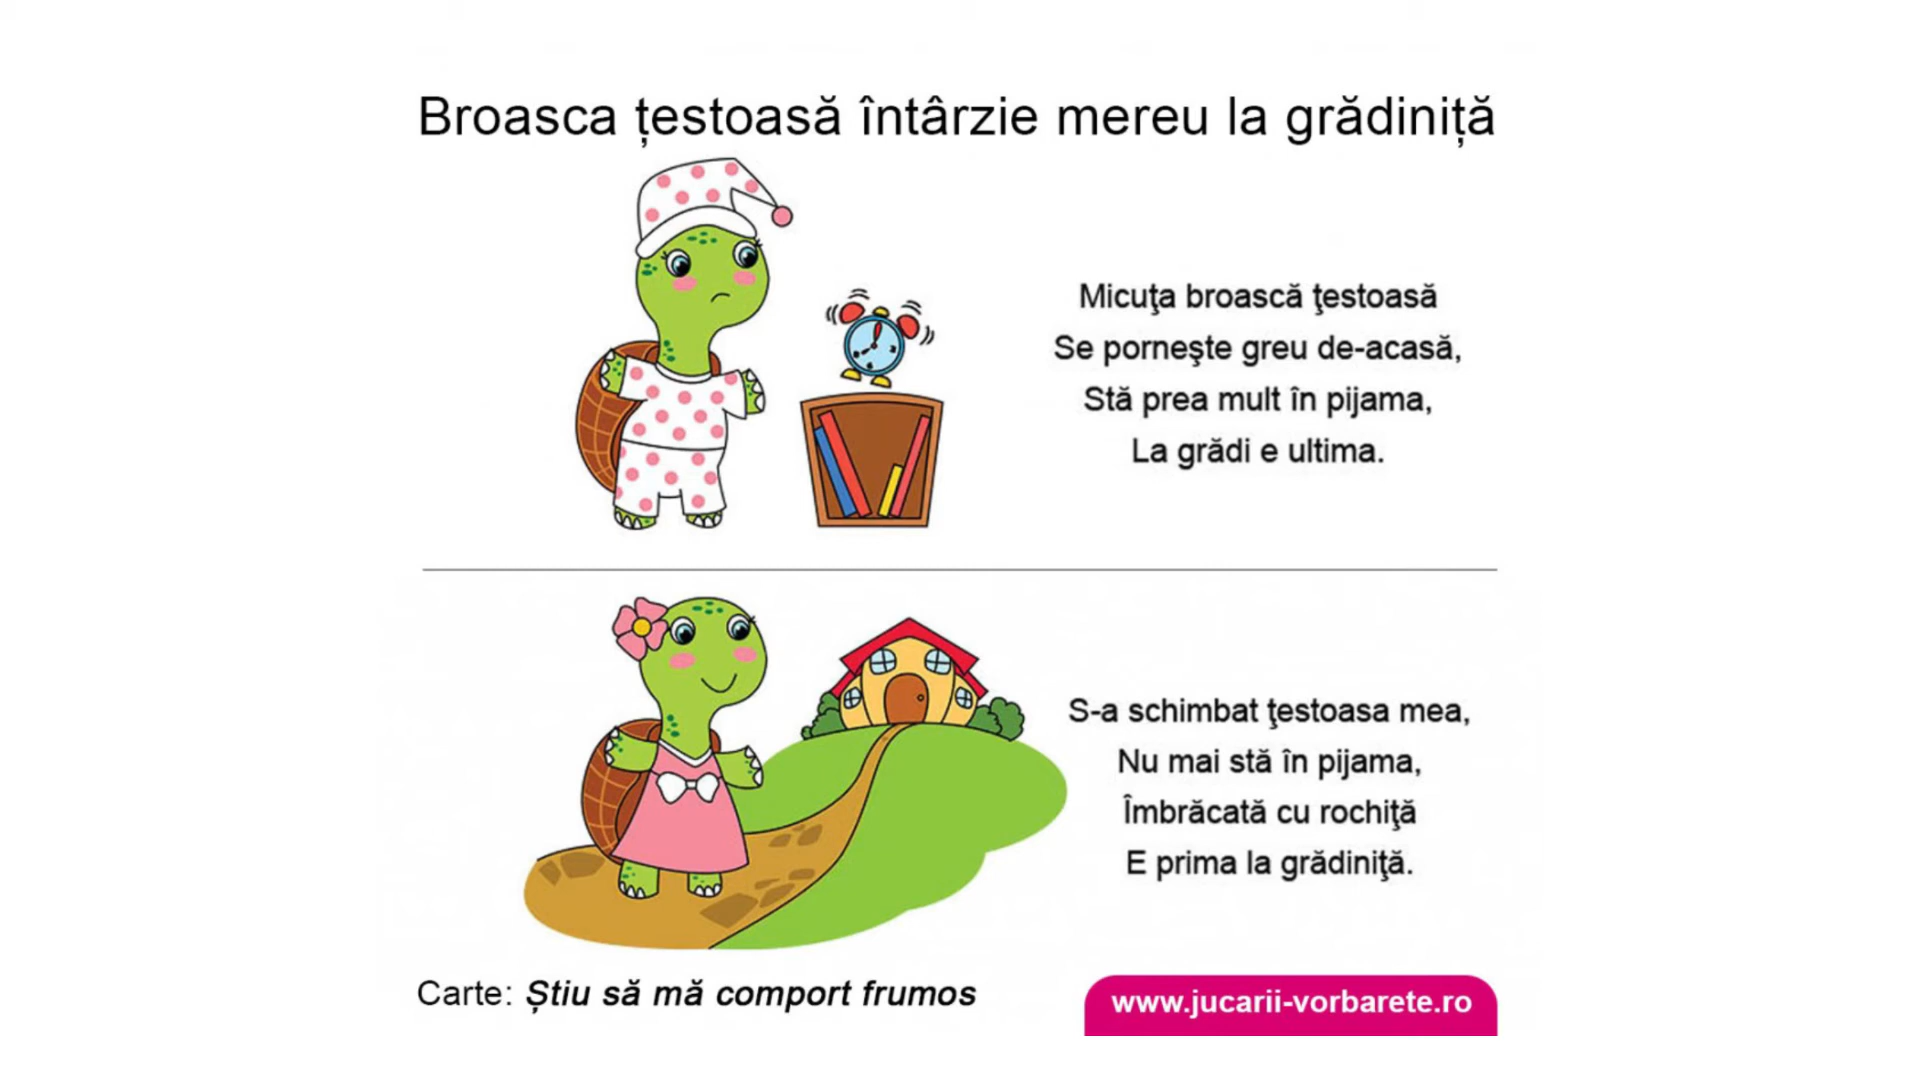 Broasca țestoasă întârzie mereu la grădiniță
Micuţa broască ţestoasă
Se porneşte greu de-acasă,
Stă prea mult în pijama,
La grădi e ultima.
S-a schimbat ţestoasa mea,
Nu mai stă în pijama,
Îmbrăcată cu rochiţă
E prima la grădiniţă.
Carte: Știu să mă comport frumos
www.jucarii-vorbarete.ro